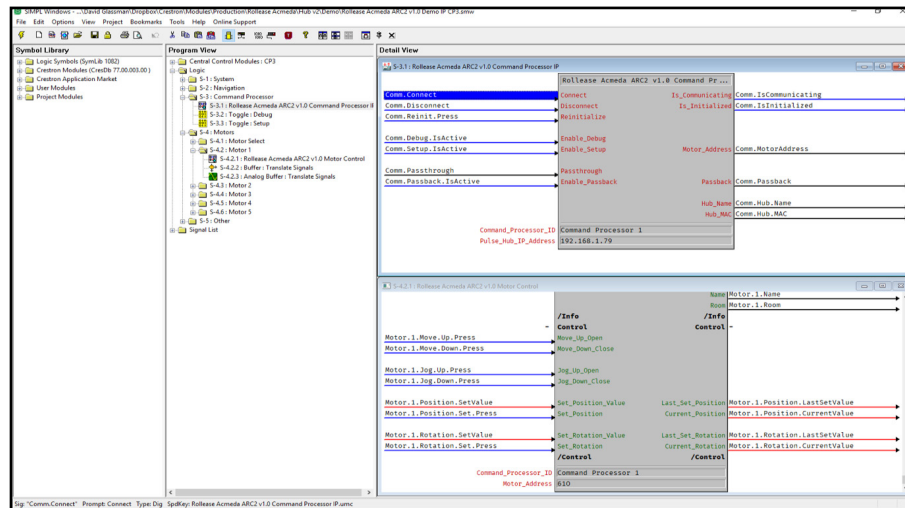 SIMPL Windows - ...\David Glassman\Dropbox\Crestron\Modules\Production\Rollease Acmeda\Hub v2\Demo\Rollease Acmeda ARC2 v1.0 Demo IP CP3.smw
File Edit Options View Project Bookmarks Tools Help Online Support
Symbol Library
Logic Symbols (SymLib 1082)
Crestron Modules (CresDb 77.00.003.00 )
Crestron Application Market
User Modules
Project Modules
Program View
Central Control Modules : CP3
Logic
S-1 : System
S-2 : Navigation
S-3 : Command Processor
S-3.1 : Rollease Acmeda ARC2 v1.0 Command Processor I
S-3.2 : Toggle : Debug
S-3.3 : Toggle : Setup
S-4 : Motors
S-4.1 : Motor Select
S-4.2 : Motor 1
S-4.2.1 : Rollease Acmeda ARC2 v1.0 Motor Control
S-4.2.2 : Buffer : Translate Signals
S-4.2.3 : Analog Buffer : Translate Signals
S-4.3 : Motor 2
S-4.4 : Motor 3
S-4.5 : Motor 4
S-4.6 : Motor 5
S-5 : Other
Signal List
Detail View
S-3.1 : Rollease Acmeda ARC2 v1.0 Command Processor IP
Rollease Acmeda ARC2 v1.0 Command Pr ...
Comm.Connect Connect Is_Communicating Comm.IsCommunicating
Comm.Disconnect Disconnect Is_Initialized Comm.IsInitialized
Comm.Reinit.Press Reinitialize
Comm.Debug.IsActive Enable_Debug
Comm.Setup.IsActive Enable_Setup Motor_Address Comm.MotorAddress
Comm.Passthrough Passthrough
Comm.Passback.IsActive Enable_Passback Passback Comm.Passback
Hub_Name Comm.Hub.Name
Hub_MAC Comm.Hub.MAC
Command_Processor_ID Command Processor 1
Pulse_Hub_IP_Address 192.168.1.79
S-4.2.1 : Rollease Acmeda ARC2 v1.0 Motor Control
Name Motor.1.Name
Room Motor.1.Room
/Info /Info
- Control Control -
Motor.1.Move.Up.Press Move_Up_Open
Motor.1.Move.Down.Press Move_Down_Close
Motor.1.Jog.Up.Press Jog_Up_Open
Motor.1.Jog.Down.Press Jog_Down_Close
Motor.1.Position.SetValue Set_Position_Value Last_Set_Position Motor.1.Position.LastSetValue
Motor.1.Position.Set.Press Set_Position Current_Position Motor.1.Position.CurrentValue
Motor.1.Rotation.SetValue Set_Rotation_Value Last_Set_Rotation Motor.1.Rotation.LastSetValue
Motor.1.Rotation.Set.Press Set_Rotation Current_Rotation Motor.1.Rotation.CurrentValue
/Control /Control
Command_Processor_ID Command Processor 1
Motor_Address 610
Sig: "Comm.Connect" Prompt: Connect Type: Dig SpdKey: Rollease Acmeda ARC2 v1.0 Command Processor IP.umc